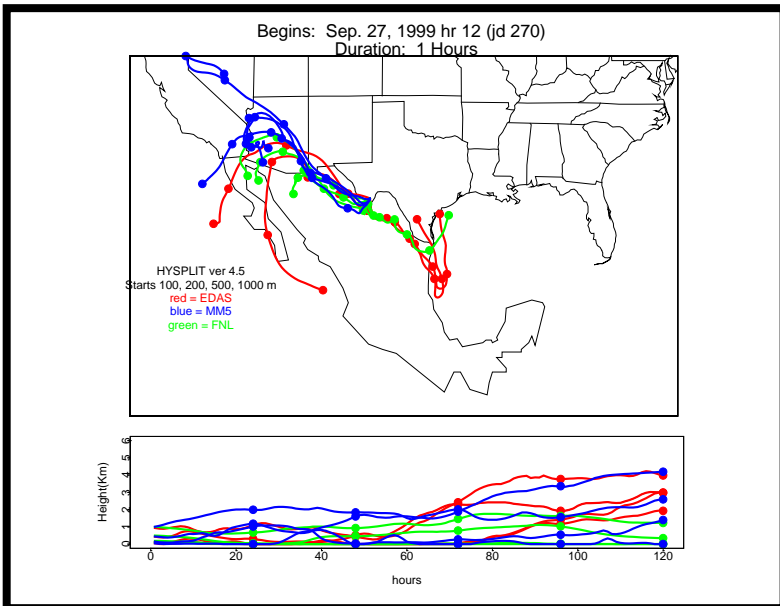 Begins: Sep. 27, 1999 hr 12 (jd 270)
Duration: 1 Hours
HYSPLIT ver 4.5
Starts 100, 200, 500, 1000 m
red = EDAS
blue = MM5
green = FNL
Height(Km)
6
5
4
3
2
1
0
0 20 40 60 80 100 120
hours